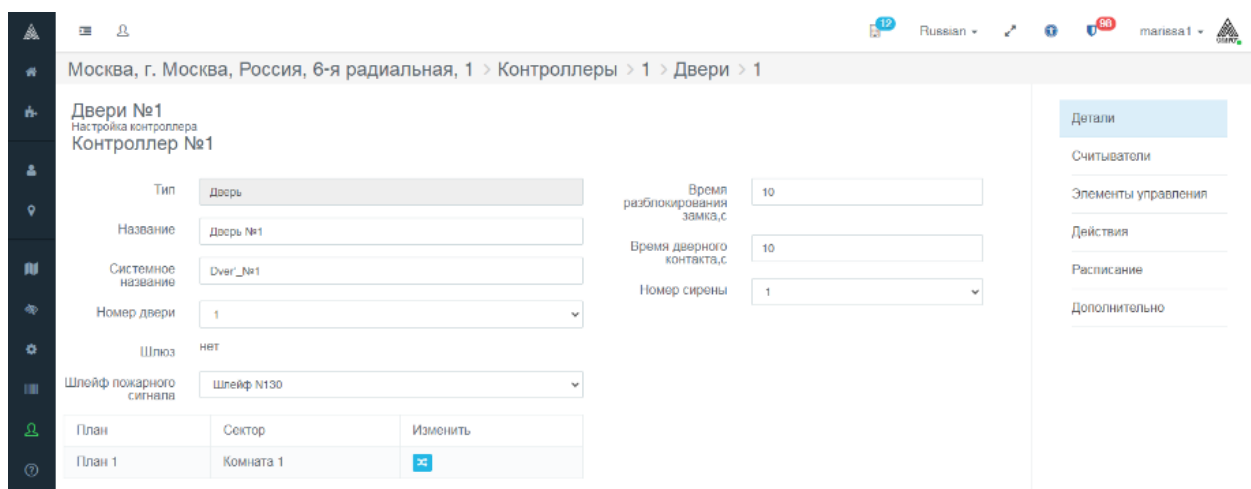 12
Russian
96
marissa1
Москва, г. Москва, Россия, 6-я радиальная, 1 > Контроллеры > 1 > Двери > 1
Двери №1
Настройка контроллера
Контроллер №1
Тип
Дверь
Название
Дверь №1
Системное
название
Dver'_№1
Номер двери
1
Шлюз
нет
Шлейф пожарного
сигнала
Шлейф N130
План
Сектор
Изменить
План 1
Комната 1
Время
разблокирования
замка,с
10
Время дверного
контакта,с
10
Номер сирены
1
Детали
Считыватели
Элементы управления
Действия
Расписание
Дополнительно